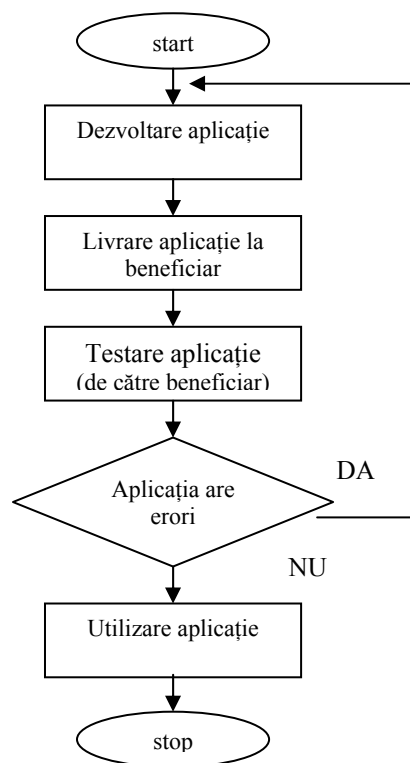 start
Dezvoltare aplicație
Livrare aplicație la
beneficiar
Testare aplicație
(de către beneficiar)
Aplicația are
erori
DA
NU
Utilizare aplicație
stop